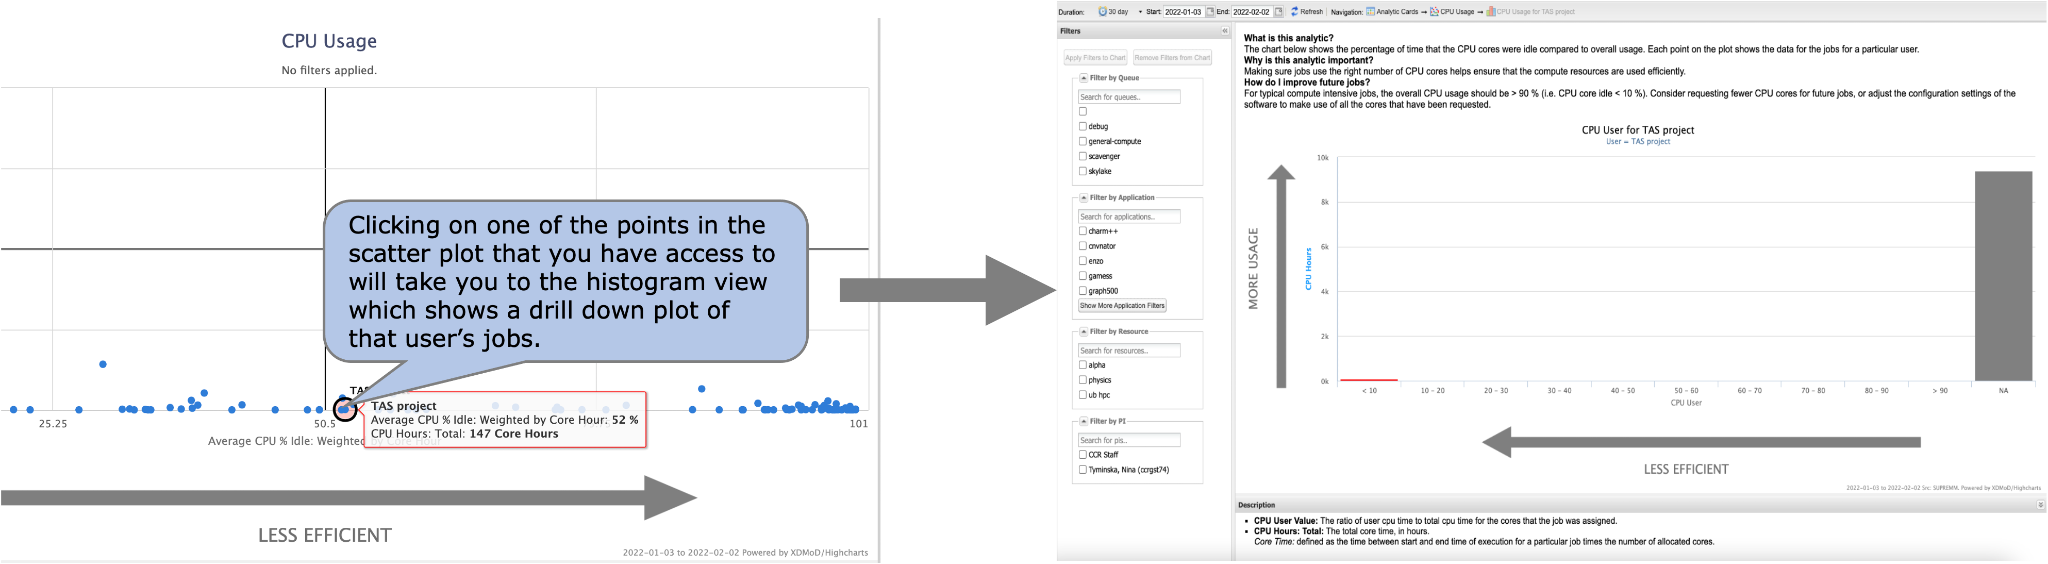 CPU Usage
No filters applied.
Clicking on one of the points in the
scatter plot that you have access to
will take you to the histogram view
which shows a drill down plot of
that user's jobs.
TAS project
Average CPU % Idle: Weighted by Core Hour: 52 %
CPU Hours: Total: 147 Core Hours
25.25
50.5
101
Average CPU % Idle: Weighted by Core Hour
LESS EFFICIENT
2022-01-03 to 2022-02-02 Powered by XDMoD/Highcharts
Duration: 30 day Start: 2022-01-03 End: 2022-02-02 Refresh Navigation: Analytic Cards → CPU Usage → CPU Usage for TAS project
Filters
Apply Filters to Chart Remove Filters from Chart
Filter by Queue
Search for queues..
debug
general-compute
scavenger
skylake
Filter by Application
Search for applications..
charm++
cnvnator
enzo
gamess
graph500
Show More Application Filters
Filter by Resource
Search for resources..
alpha
physics
ub hpc
Filter by PI
Search for pis..
CCR Staff
Tyminska, Nina (ccrgst74)
What is this analytic?
The chart below shows the percentage of time that the CPU cores were idle compared to overall usage. Each point on the plot shows the data for the jobs for a particular user.
Why is this analytic important?
Making sure jobs use the right number of CPU cores helps ensure that the compute resources are used efficiently.
How do I improve future jobs?
For typical compute intensive jobs, the overall CPU usage should be > 90 % (i.e. CPU core idle < 10 %). Consider requesting fewer CPU cores for future jobs, or adjust the configuration settings of the
software to make use of all the cores that have been requested.
CPU User for TAS project
User = TAS project
MORE USAGE
CPU Hours
10k
8k
6k
4k
2k
0k
< 10
10 - 20
20 - 30
30 - 40
40 - 50
50 - 60
60 - 70
70 - 80
80 - 90
> 90
NA
CPU User
LESS EFFICIENT
2022-01-03 to 2022-02-02 Src: SUPREMM. Powered by XDMoD/Highcharts
Description
CPU User Value: The ratio of user cpu time to total cpu time for the cores that the job was assigned.
CPU Hours: Total: The total core time, in hours.
Core Time: defined as the time between start and end time of execution for a particular job times the number of allocated cores.